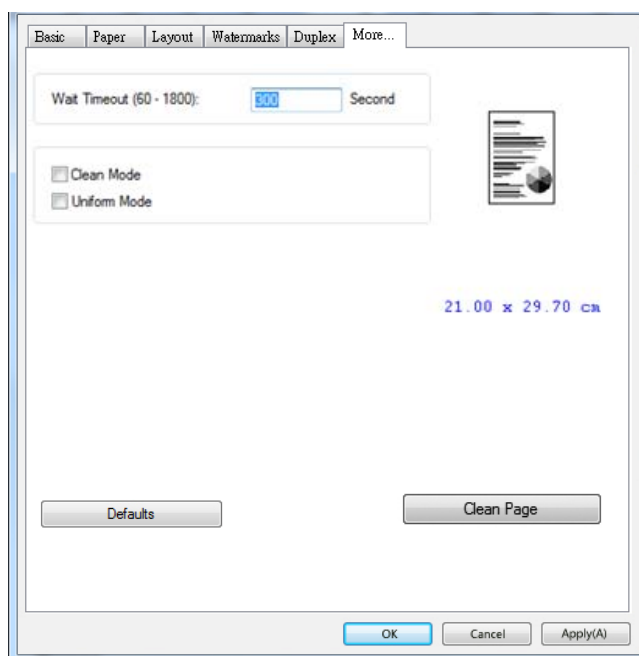 Basic Paper Layout Watermarks Duplex More...
Wait Timeout (60 - 1800): 300 Second
Clean Mode
Uniform Mode
21.00 x 29.70 cm
Defaults Clean Page
OK Cancel Apply(A)